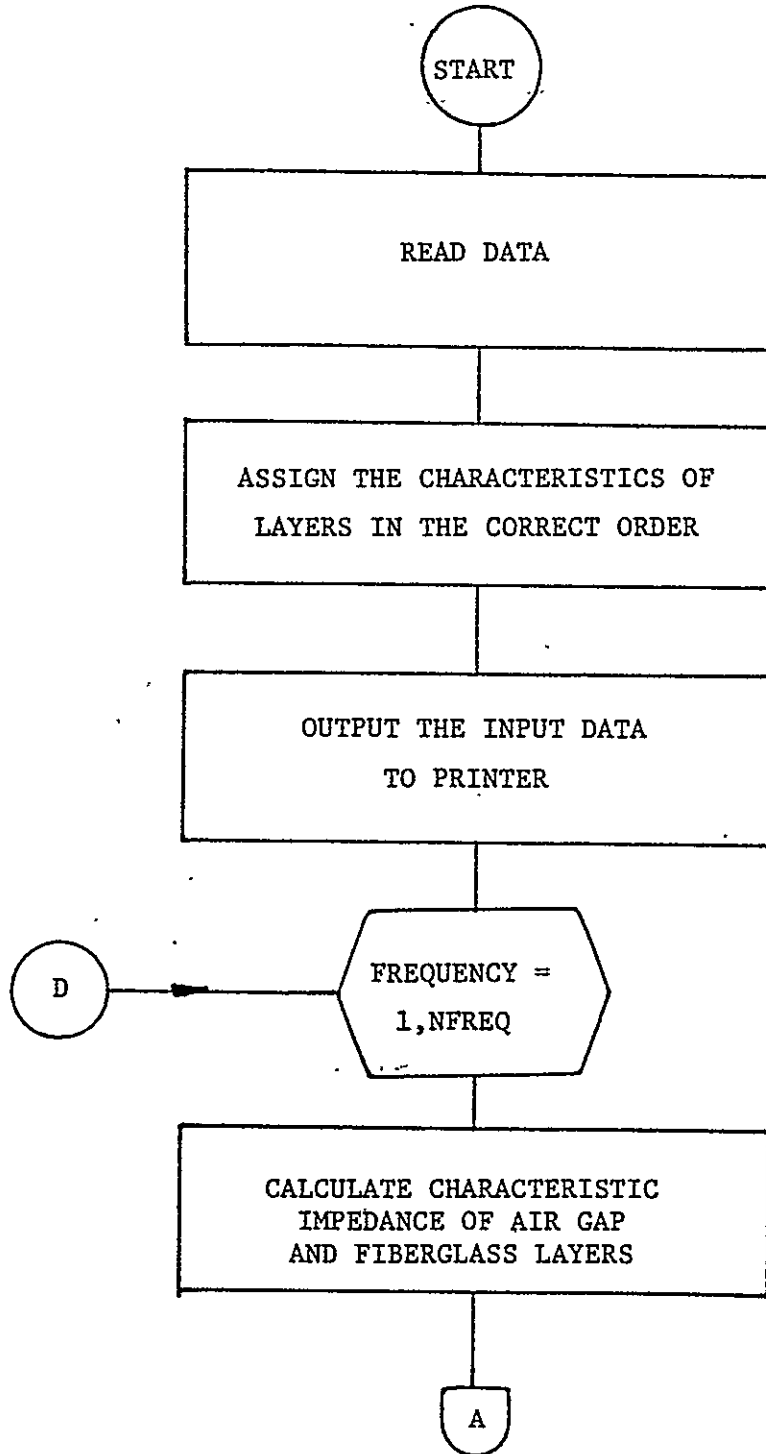 START
READ DATA
ASSIGN THE CHARACTERISTICS OF
LAYERS IN THE CORRECT ORDER
OUTPUT THE INPUT DATA
TO PRINTER
D
FREQUENCY =
1,NFREQ
CALCULATE CHARACTERISTIC
IMPEDANCE OF AIR GAP
AND FIBERGLASS LAYERS
A